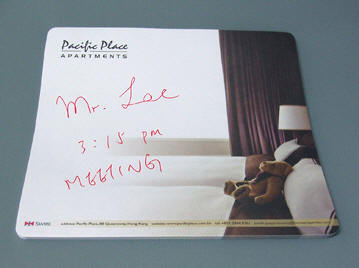 Pacific Place
APARTMENTS
Mr. Lee
3:15 pm
MEETING
Swire